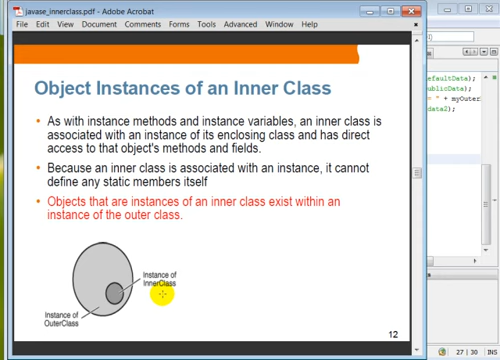 javase_innerclass.pdf - Adobe Acrobat
File Edit View Document Comments Forms Tools Advanced Window Help
Object Instances of an Inner Class
• As with instance methods and instance variables, an inner class is
associated with an instance of its enclosing class and has direct
access to that object's methods and fields.
• Because an inner class is associated with an instance, it cannot
define any static members itself
• Objects that are instances of an inner class exist within an
instance of the outer class.
Instance of
InnerClass
Instance of
OuterClass
12
efaultData);
ublicData);
= " + myOuter
data2);
27 | 30 INS